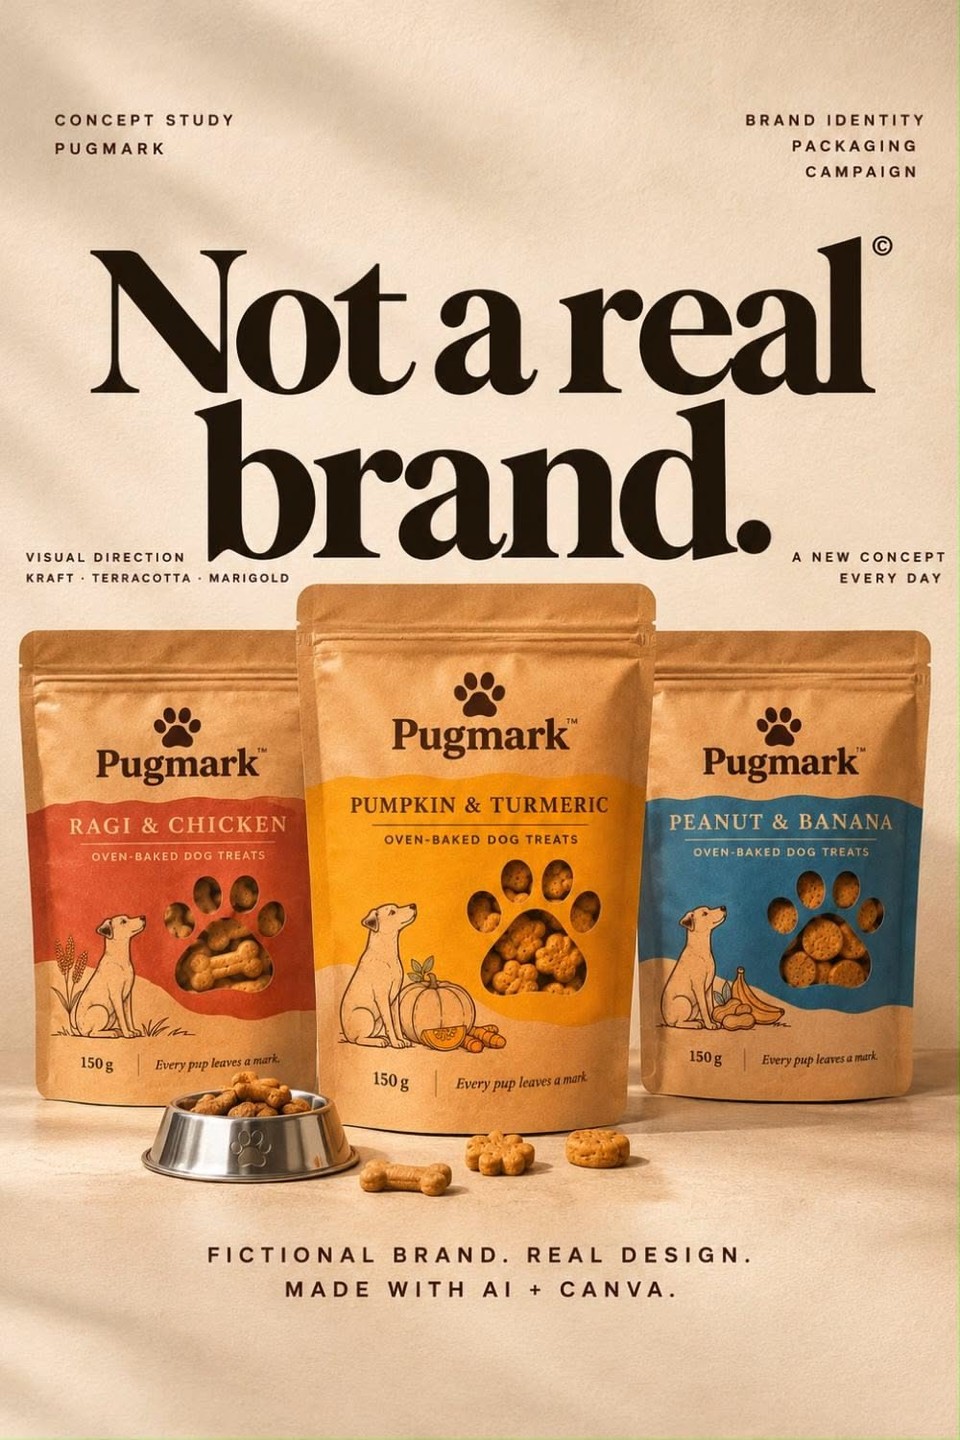 CONCEPT STUDY
PUGMARK
BRAND IDENTITY
PACKAGING
CAMPAIGN
Not a real©
brand.
VISUAL DIRECTION
KRAFT · TERRACOTTA · MARIGOLD
A NEW CONCEPT
EVERY DAY
Pugmark™
RAGI & CHICKEN
OVEN-BAKED DOG TREATS
150 g
Every pup leaves a mark.
Pugmark™
PUMPKIN & TURMERIC
OVEN-BAKED DOG TREATS
150 g
Every pup leaves a mark.
Pugmark™
PEANUT & BANANA
OVEN-BAKED DOG TREATS
150 g
Every pup leaves a mark.
FICTIONAL BRAND. REAL DESIGN.
MADE WITH AI + CANVA.